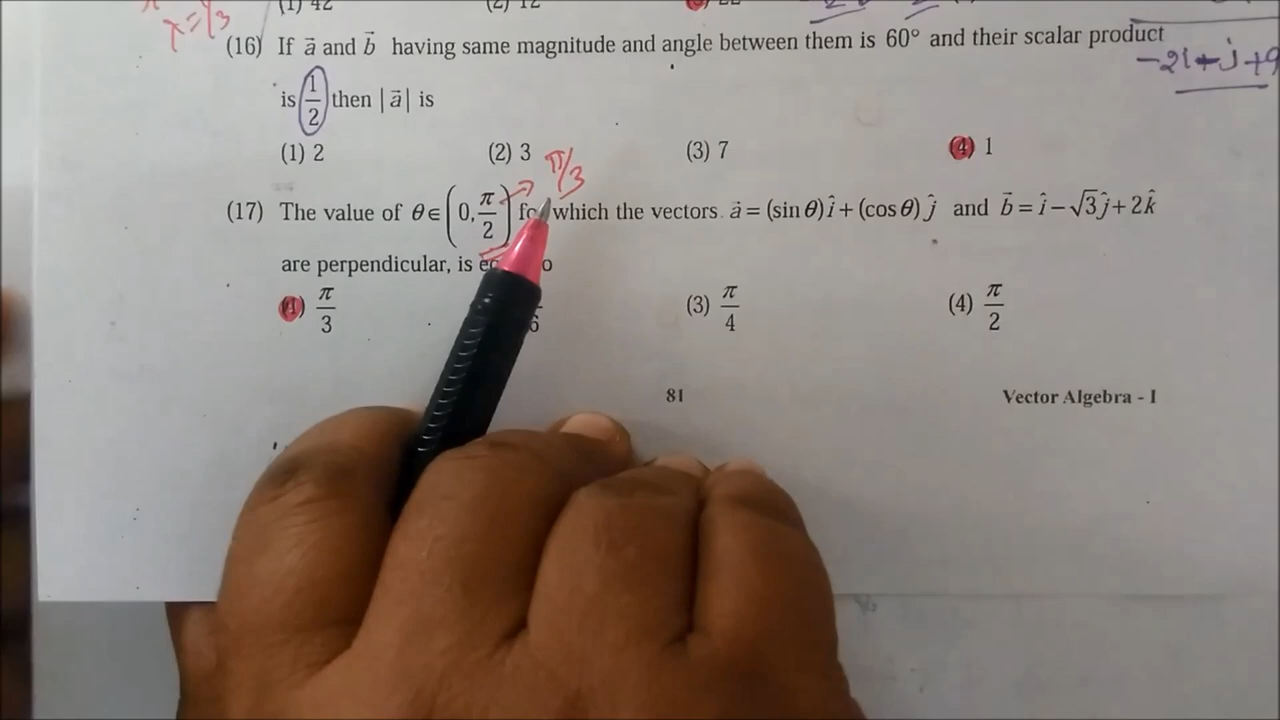 x = 1/3
(1) 42 (2) 12
(16) If a⃗ and b⃗ having same magnitude and angle between them is 60° and their scalar product
-2i + j + 9
is 1/2 then |a⃗| is
(1) 2 (2) 3 (3) 7 (4) 1
π/3
(17) The value of θ∈(0, π/2) for which the vectors a⃗ = (sin θ)î + (cos θ)ĵ and b⃗ = î − √3ĵ + 2k̂
are perpendicular, is
(1) π/3 6 (3) π/4 (4) π/2
81 Vector Algebra - I